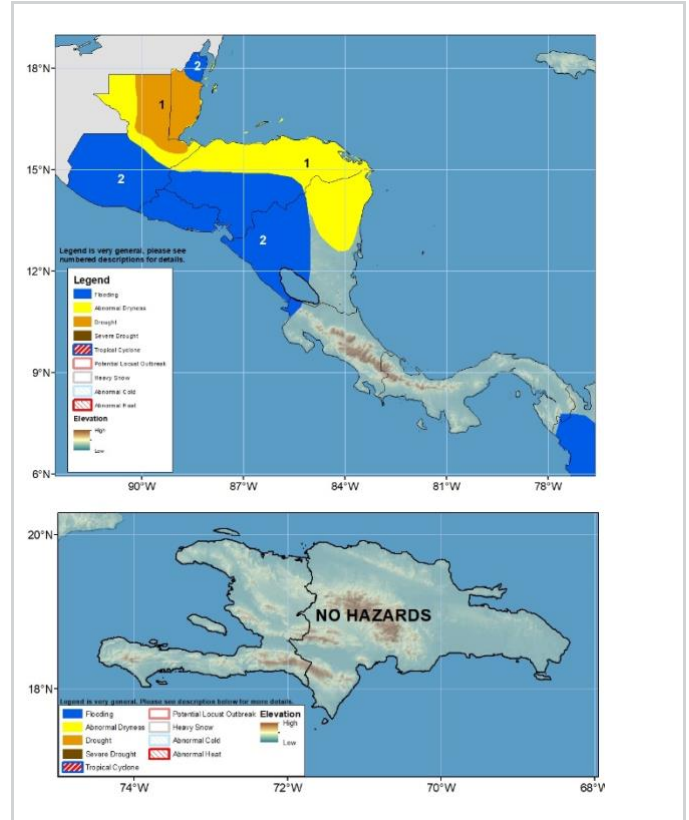 18°N
2
1
15°N
2
1
2
Legend is very general, please see
numbered descriptions for details.
12°N
Legend
Flooding
Abnormal Dryness
Drought
Severe Drought
Tropical Cyclone
Potential Locust Outbreak
Heavy Snow
Abnormal Cold
Abnormal Heat
Elevation
High
Low
9°N
6°N
90°W 87°W 84°W 81°W 78°W
20°N
NO HAZARDS
18°N
Legend is very general. Please see description below for more details.
Flooding Potential Locust Outbreak Elevation
Abnormal Dryness Heavy Snow High
Drought Abnormal Cold Low
Severe Drought Abnormal Heat
Tropical Cyclone
74°W 72°W 70°W 68°W